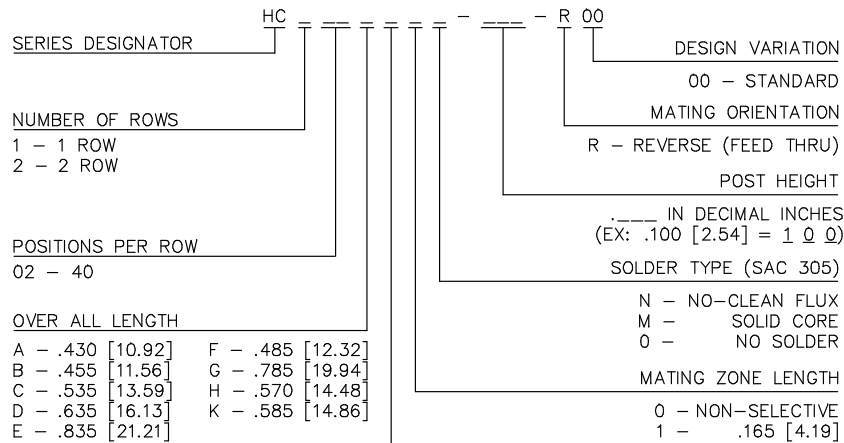 HC _ __ _ _ _ _ - ___ - R 00
SERIES DESIGNATOR
NUMBER OF ROWS
1 - 1 ROW
2 - 2 ROW
POSITIONS PER ROW
02 - 40
OVER ALL LENGTH
A - .430 [10.92]
B - .455 [11.56]
C - .535 [13.59]
D - .635 [16.13]
E - .835 [21.21]
F - .485 [12.32]
G - .785 [19.94]
H - .570 [14.48]
K - .585 [14.86]
DESIGN VARIATION
00 - STANDARD
MATING ORIENTATION
R - REVERSE (FEED THRU)
POST HEIGHT
.___ IN DECIMAL INCHES
(EX: .100 [2.54] = 1 0 0)
SOLDER TYPE (SAC 305)
N - NO-CLEAN FLUX
M - SOLID CORE
0 - NO SOLDER
MATING ZONE LENGTH
0 - NON-SELECTIVE
1 - .165 [4.19]